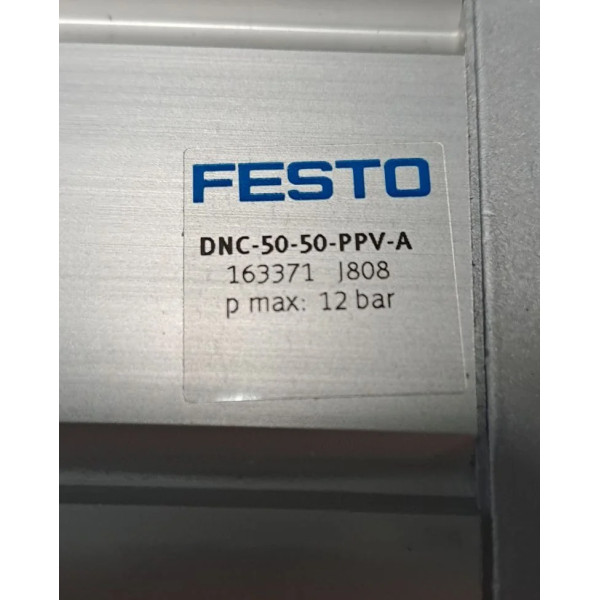 FESTO
DNC-50-50-PPV-A
163371 J808
p max: 12 bar